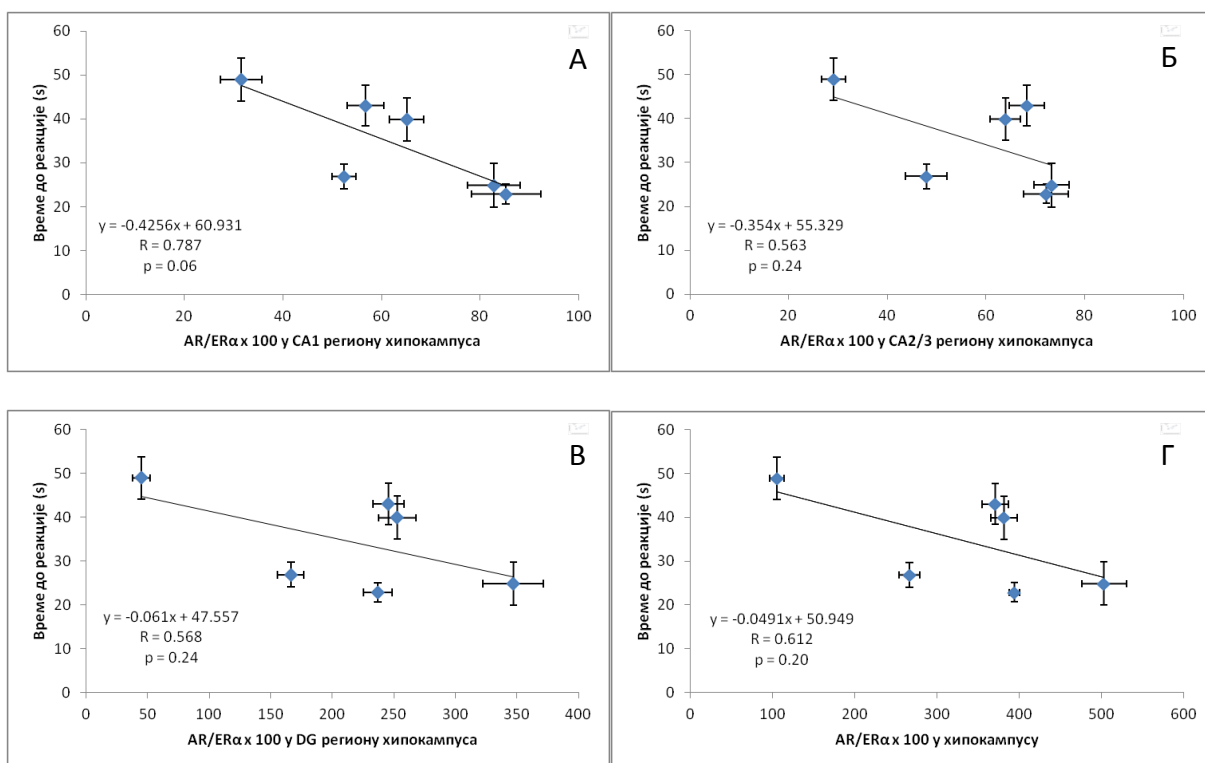 А
Време до реакције (s)
60
50
40
30
20
10
0
y = -0.4256x + 60.931
R = 0.787
p = 0.06
0 20 40 60 80 100
AR/ERα x 100 у CA1 региону хипокампуса
Б
Време до реакције (s)
60
50
40
30
20
10
0
y = -0.354x + 55.329
R = 0.563
p = 0.24
0 20 40 60 80 100
AR/ERα x 100 у CA2/3 региону хипокампуса
В
Време до реакције (s)
60
50
40
30
20
10
0
y = -0.061x + 47.557
R = 0.568
p = 0.24
0 50 100 150 200 250 300 350 400
AR/ERα x 100 у DG региону хипокампуса
Г
Време до реакције (s)
60
50
40
30
20
10
0
y = -0.0491x + 50.949
R = 0.612
p = 0.20
0 100 200 300 400 500 600
AR/ERα x 100 у хипокампусу